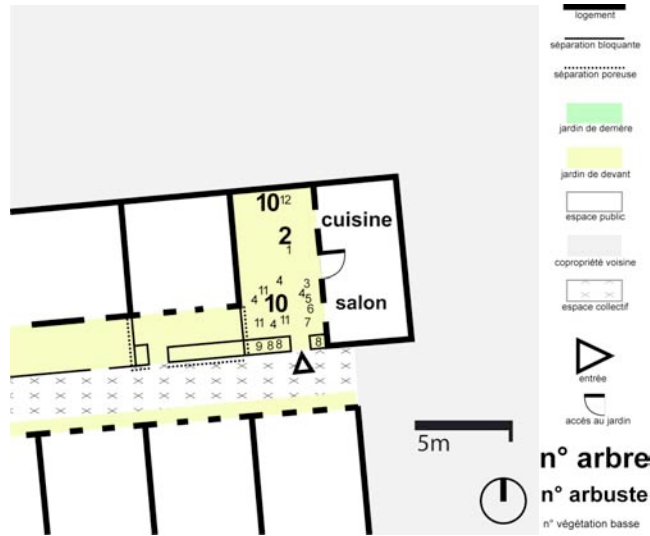 logement
séparation bloquante
séparation poreuse
jardin de derrière
jardin de devant
espace public
copropriété voisine
espace collectif
entrée
accès au jardin
n° arbre
n° arbuste
n° végétation basse
10 12
cuisine
2
1
4
3
11
4
5
4
10
salon
6
11
4
11
7
9 8 8
8
5m